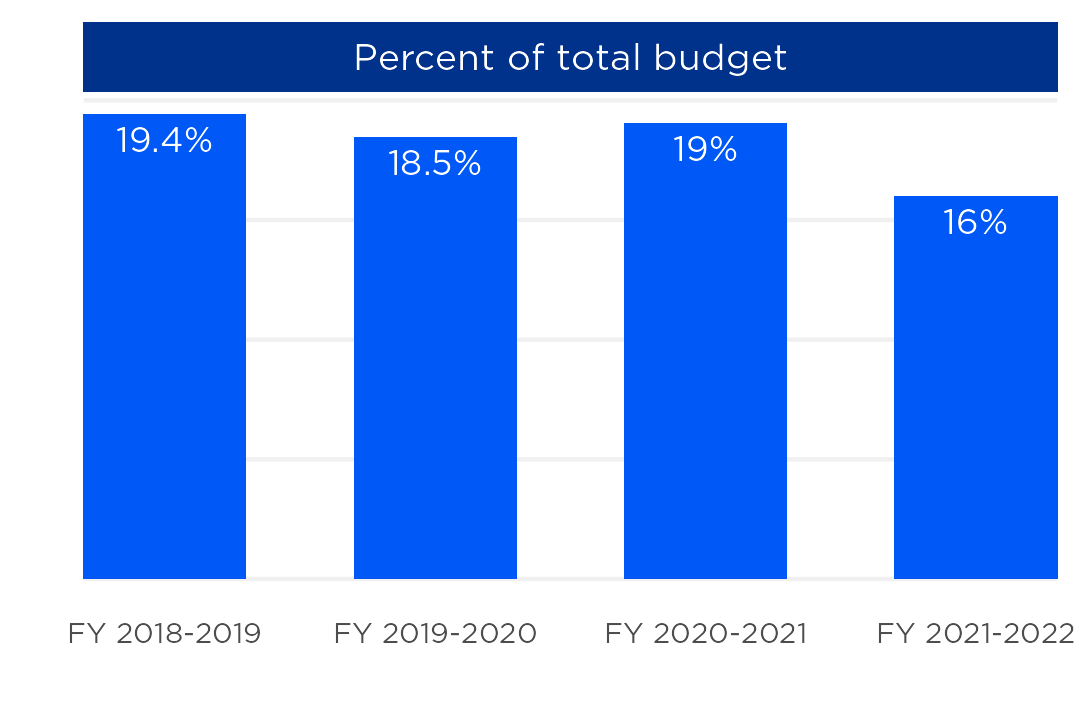 Percent of total budget
19.4%
18.5%
19%
16%
FY 2018-2019
FY 2019-2020
FY 2020-2021
FY 2021-2022